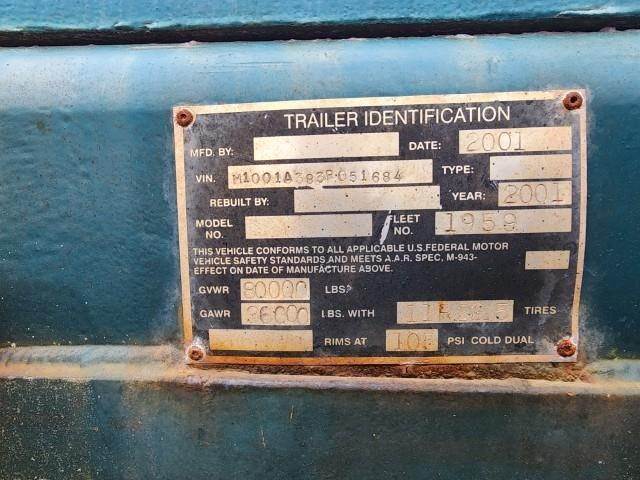 TRAILER IDENTIFICATION
MFD. BY: DATE: 2001
VIN. TYPE:
REBUILT BY: YEAR: 2001
MODEL NO. FLEET NO. 1959
THIS VEHICLE CONFORMS TO ALL APPLICABLE U.S. FEDERAL MOTOR
VEHICLE SAFETY STANDARDS AND MEETS A.A.R. SPEC, M-943-
EFFECT ON DATE OF MANUFACTURE ABOVE.
GVWR 80000 LBS.
GAWR LBS. WITH TIRES
RIMS AT PSI COLD DUAL